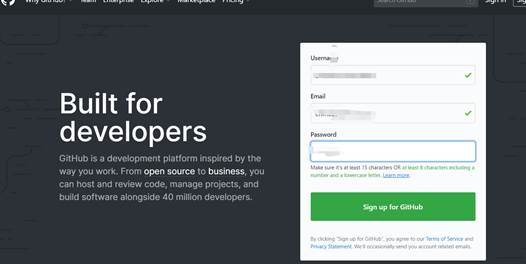 Why GitHub? Team Enterprise Explore Marketplace Pricing Search GitHub Sign in
Built for
developers
GitHub is a development platform inspired by the
way you work. From open source to business, you
can host and review code, manage projects, and
build software alongside 40 million developers.
Username
Email
Password
Make sure it's at least 15 characters OR at least 8 characters including a
number and a lowercase letter. Learn more.
Sign up for GitHub
By clicking "Sign up for GitHub", you agree to our Terms of Service and
Privacy Statement. We'll occasionally send you account related emails.